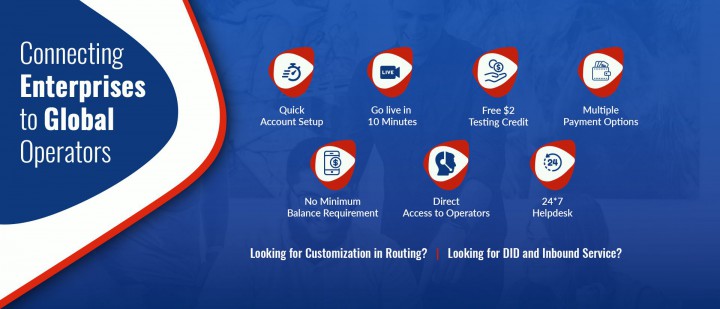 Connecting
Enterprises
to Global
Operators
LIVE
Quick
Account Setup
Go live in
10 Minutes
Free $2
Testing Credit
Multiple
Payment Options
24
No Minimum
Balance Requirement
Direct
Access to Operators
24*7
Helpdesk
Looking for Customization in Routing? | Looking for DID and Inbound Service?